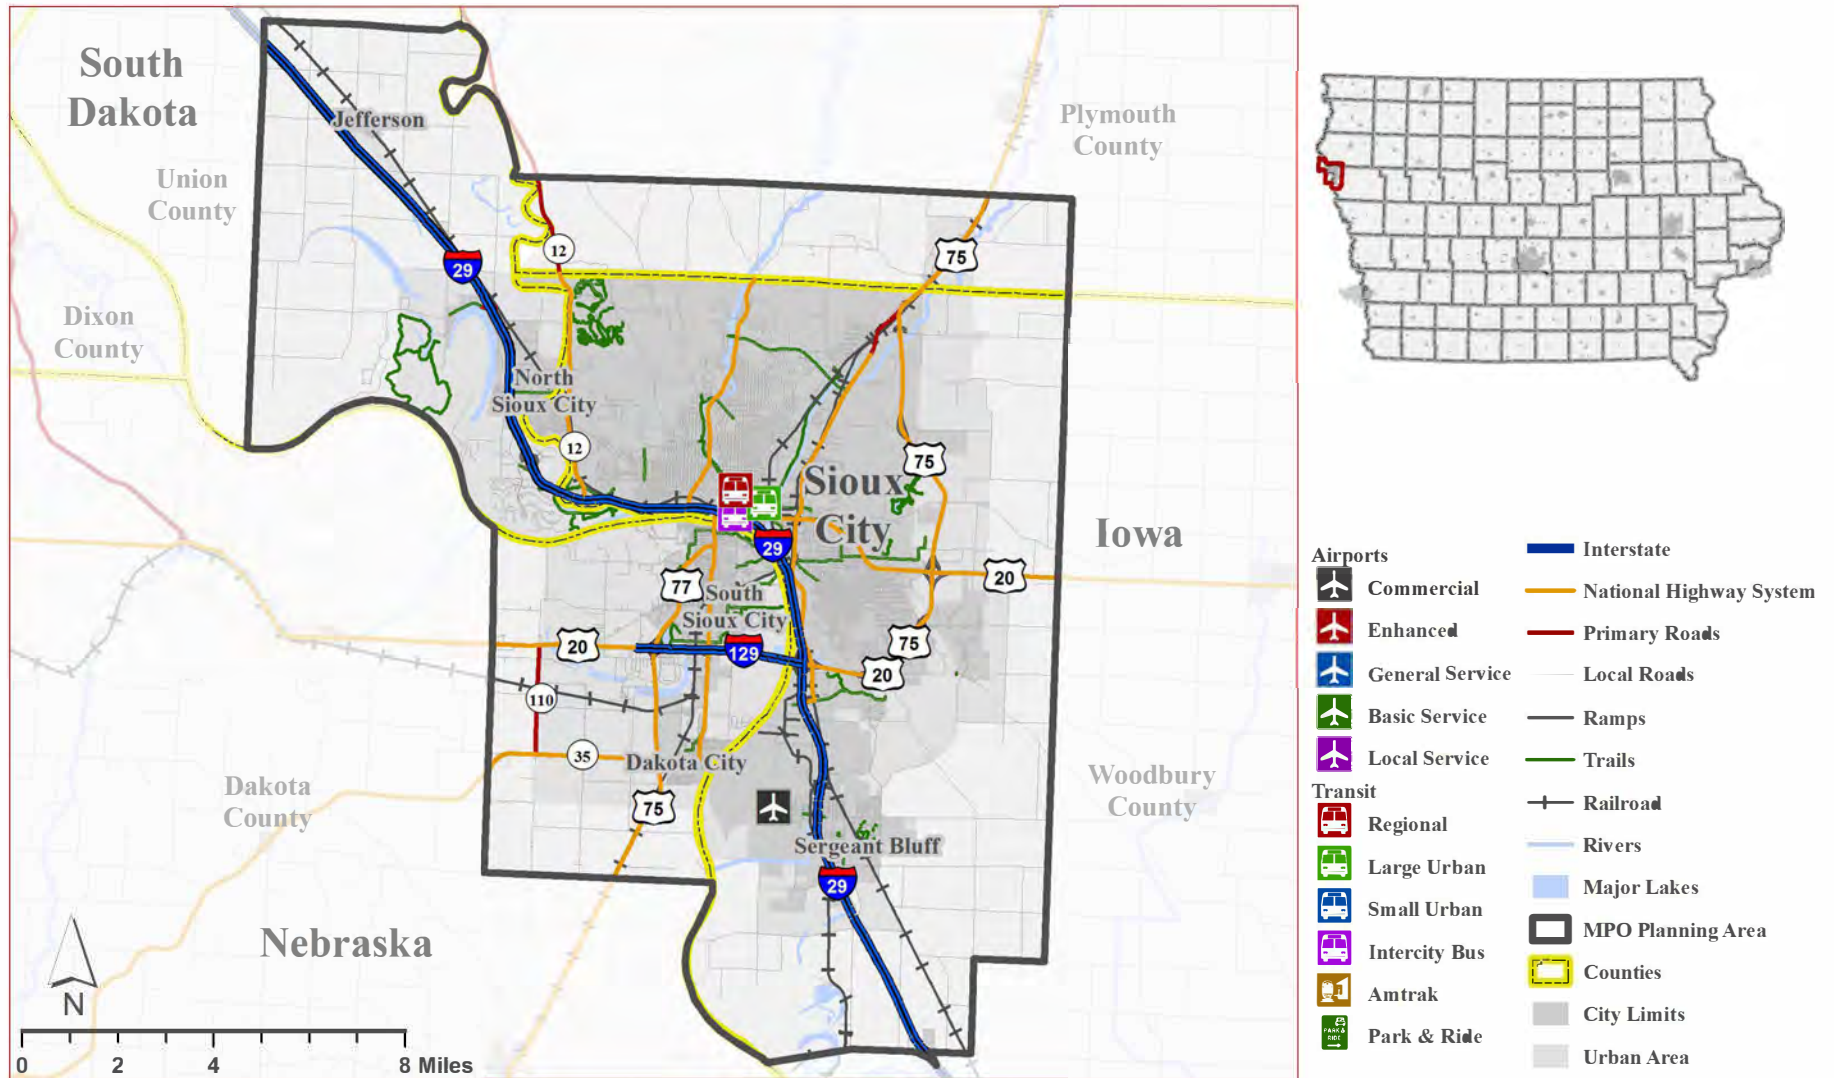 South
Dakota
Jefferson
Plymouth
County
Union
County
12
75
29
Dixon
County
North
Sioux City
12
75
Sioux
City
Iowa
29
77
20
South
Sioux City
20
129
75
20
110
35
Dakota City
Woodbury
County
Dakota
County
75
Sergeant Bluff
29
Nebraska
N
0 2 4 8 Miles
Airports
Commercial
Enhanced
General Service
Basic Service
Local Service
Transit
Regional
Large Urban
Small Urban
Intercity Bus
Amtrak
PARK &
RIDE
Park & Ride
Interstate
National Highway System
Primary Roads
Local Roads
Ramps
Trails
Railroad
Rivers
Major Lakes
MPO Planning Area
Counties
City Limits
Urban Area